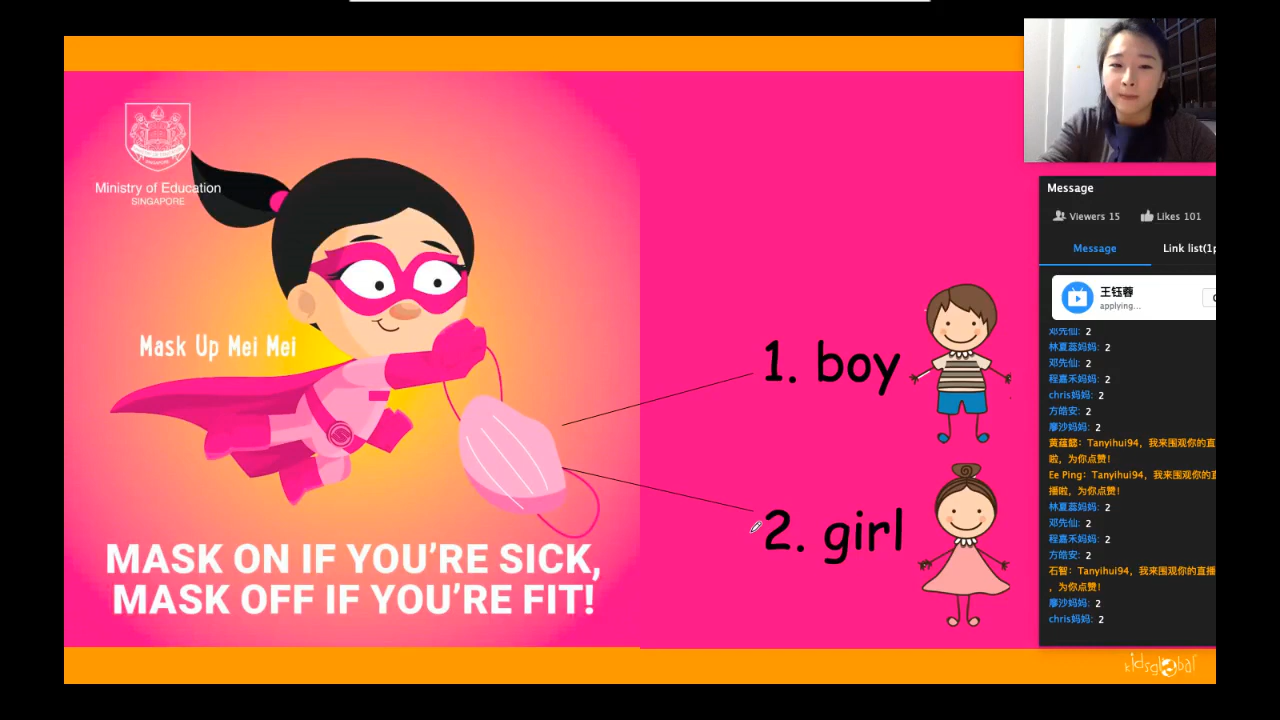 Ministry of Education
SINGAPORE
Mask Up Mei Mei
MASK ON IF YOU'RE SICK,
MASK OFF IF YOU'RE FIT!
1. boy
2. girl
Message
Viewers 15 Likes 101
Message Link list(1p
王钰蓉
applying...
邓先仙: 2
林夏蕊妈妈: 2
邓先仙: 2
程嘉禾妈妈: 2
chris妈妈: 2
方皓安: 2
廖沙妈妈: 2
黄蕴懿: Tanyihui94，我来围观你的直
啦，为你点赞！
Ee Ping: Tanyihui94，我来围观你的直
播啦，为你点赞！
林夏蕊妈妈: 2
邓先仙: 2
程嘉禾妈妈: 2
方皓安: 2
石智: Tanyihui94，我来围观你的直播
，为你点赞！
廖沙妈妈: 2
chris妈妈: 2
kidsglobal